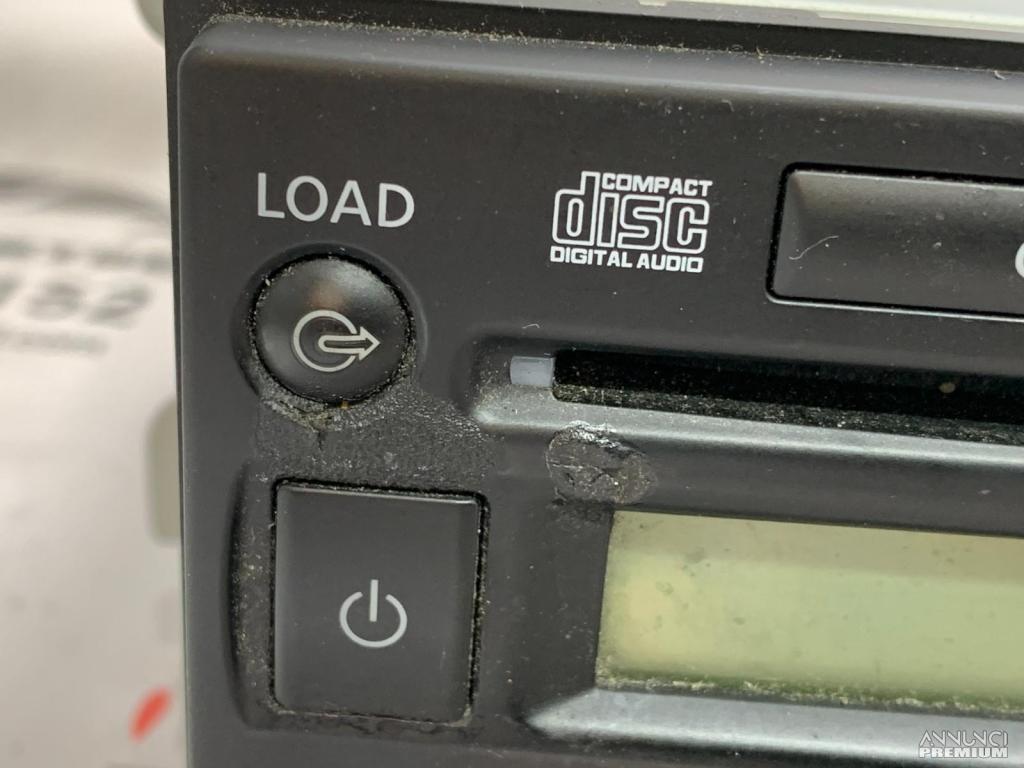 LOAD
COMPACT
disc
DIGITAL AUDIO
ANNUNCI
PREMIUM